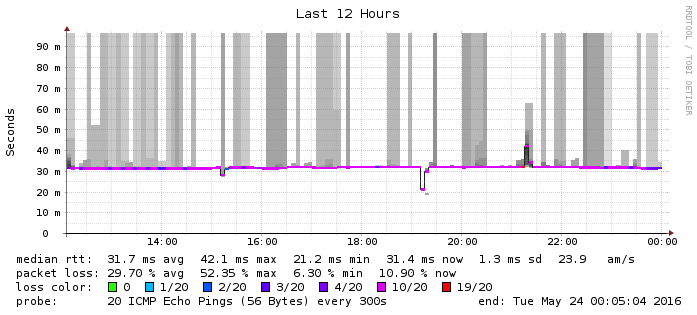 Last 12 Hours
RRDTOOL / TOBI OETIKER
Seconds
90 m
80 m
70 m
60 m
50 m
40 m
30 m
20 m
10 m
0
14:00 16:00 18:00 20:00 22:00 00:00
median rtt: 31.7 ms avg 42.1 ms max 21.2 ms min 31.4 ms now 1.3 ms sd 23.9 am/s
packet loss: 29.70 % avg 52.35 % max 6.30 % min 10.90 % now
loss color: 0 1/20 2/20 3/20 4/20 10/20 19/20
probe: 20 ICMP Echo Pings (56 Bytes) every 300s end: Tue May 24 00:05:04 2016